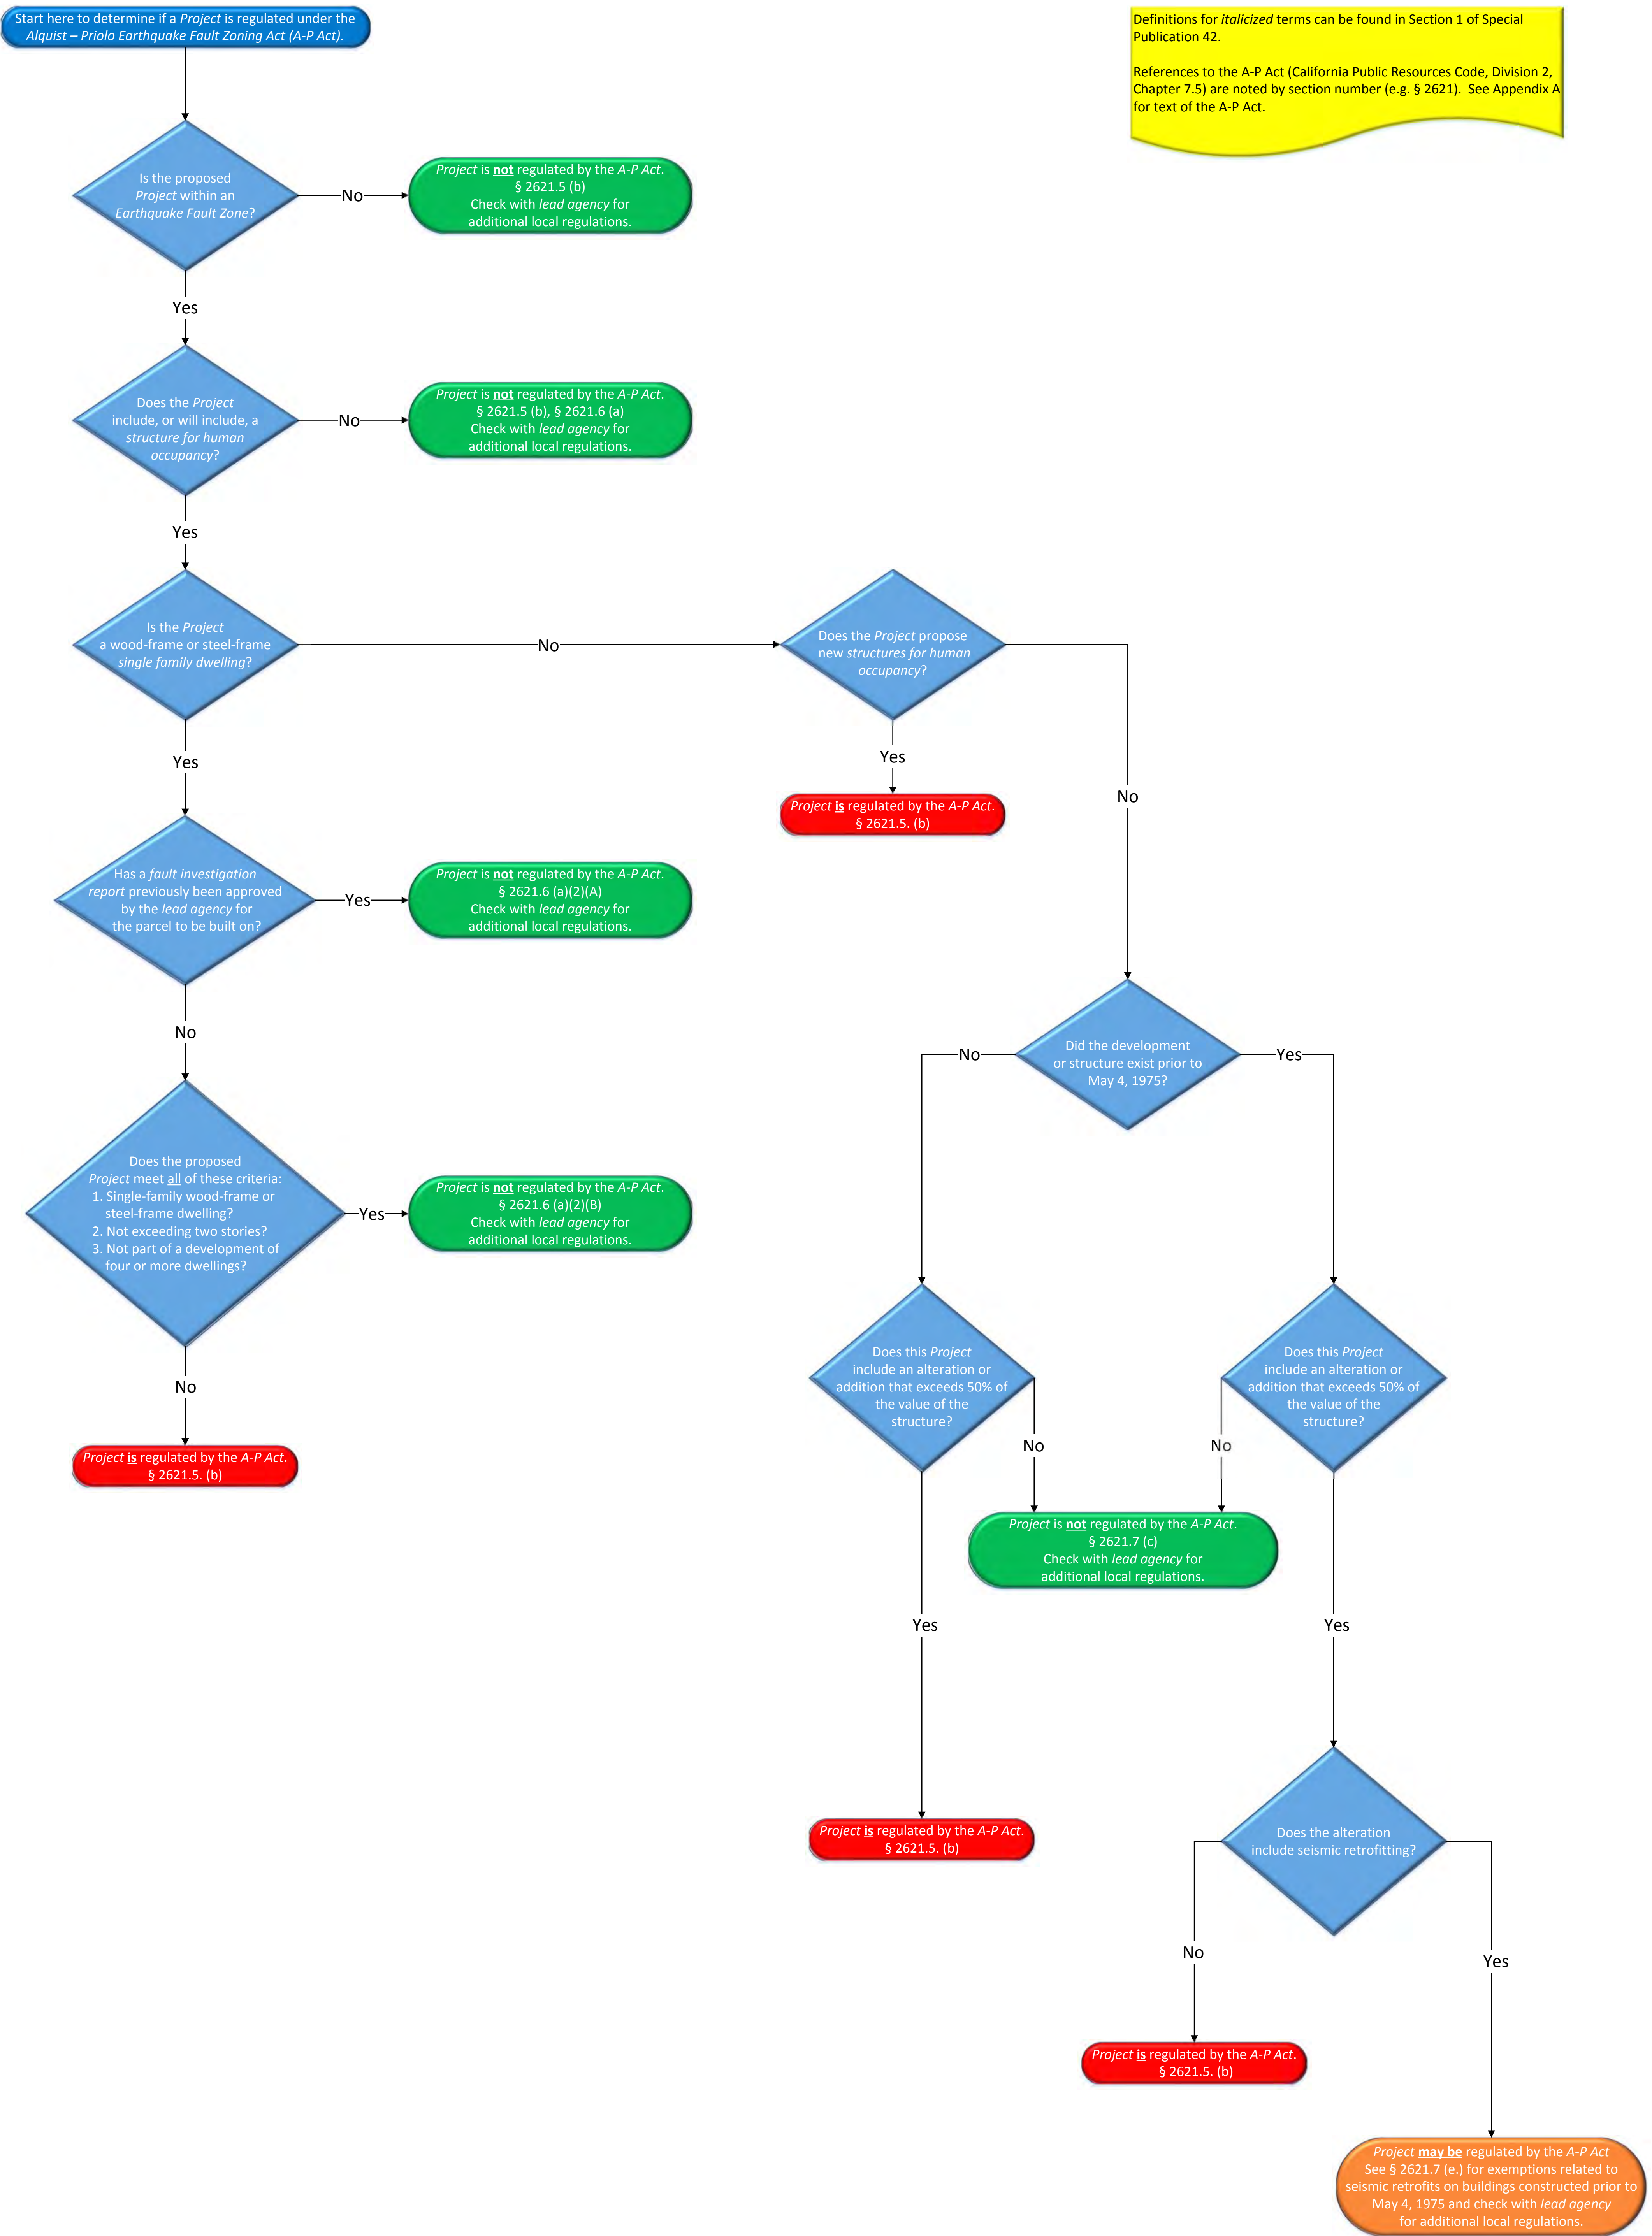 Start here to determine if a Project is regulated under the
Alquist – Priolo Earthquake Fault Zoning Act (A-P Act).
Definitions for italicized terms can be found in Section 1 of Special
Publication 42.
References to the A-P Act (California Public Resources Code, Division 2,
Chapter 7.5) are noted by section number (e.g. § 2621).  See Appendix A
for text of the A-P Act.
Is the proposed
Project within an
Earthquake Fault Zone?
No
Project is not regulated by the A-P Act.
§ 2621.5 (b)
Check with lead agency for
additional local regulations.
Yes
Does the Project
include, or will include, a
structure for human
occupancy?
No
Project is not regulated by the A-P Act.
§ 2621.5 (b), § 2621.6 (a)
Check with lead agency for
additional local regulations.
Yes
Is the Project
a wood-frame or steel-frame
single family dwelling?
No
Does the Project propose
new structures for human
occupancy?
Yes
Yes
No
Project is regulated by the A-P Act.
§ 2621.5. (b)
Has a fault investigation
report previously been approved
by the lead agency for
the parcel to be built on?
Yes
Project is not regulated by the A-P Act.
§ 2621.6 (a)(2)(A)
Check with lead agency for
additional local regulations.
No
Did the development
or structure exist prior to
May 4, 1975?
No
Yes
Does the proposed
Project meet all of these criteria:
1. Single-family wood-frame or
steel-frame dwelling?
2. Not exceeding two stories?
3. Not part of a development of
four or more dwellings?
Yes
Project is not regulated by the A-P Act.
§ 2621.6 (a)(2)(B)
Check with lead agency for
additional local regulations.
No
Project is regulated by the A-P Act.
§ 2621.5. (b)
Does this Project
include an alteration or
addition that exceeds 50% of
the value of the
structure?
Does this Project
include an alteration or
addition that exceeds 50% of
the value of the
structure?
No
No
Project is not regulated by the A-P Act.
§ 2621.7 (c)
Check with lead agency for
additional local regulations.
Yes
Yes
Project is regulated by the A-P Act.
§ 2621.5. (b)
Does the alteration
include seismic retrofitting?
No
Yes
Project is regulated by the A-P Act.
§ 2621.5. (b)
Project may be regulated by the A-P Act
See § 2621.7 (e.) for exemptions related to
seismic retrofits on buildings constructed prior to
May 4, 1975 and check with lead agency
for additional local regulations.